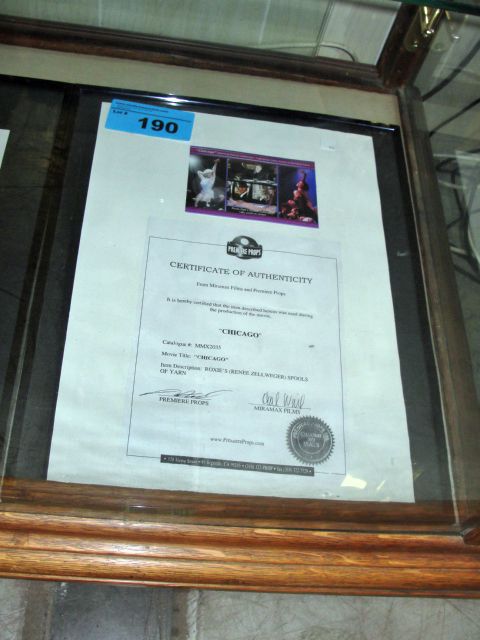 Lot #
190
PREMIERE PROPS
CERTIFICATE OF AUTHENTICITY
From Miramax Films and Premiere Props
It is hereby certified that the item described hereon was used during
the production of the movie,
"CHICAGO"
Catalogue #: MMX2035
Movie Title: "CHICAGO"
Item Description: ROXIE'S (RENEE ZELLWEGER) SPOOLS
OF YARN
PREMIERE PROPS
MIRAMAX FILMS
www.PremiereProps.com